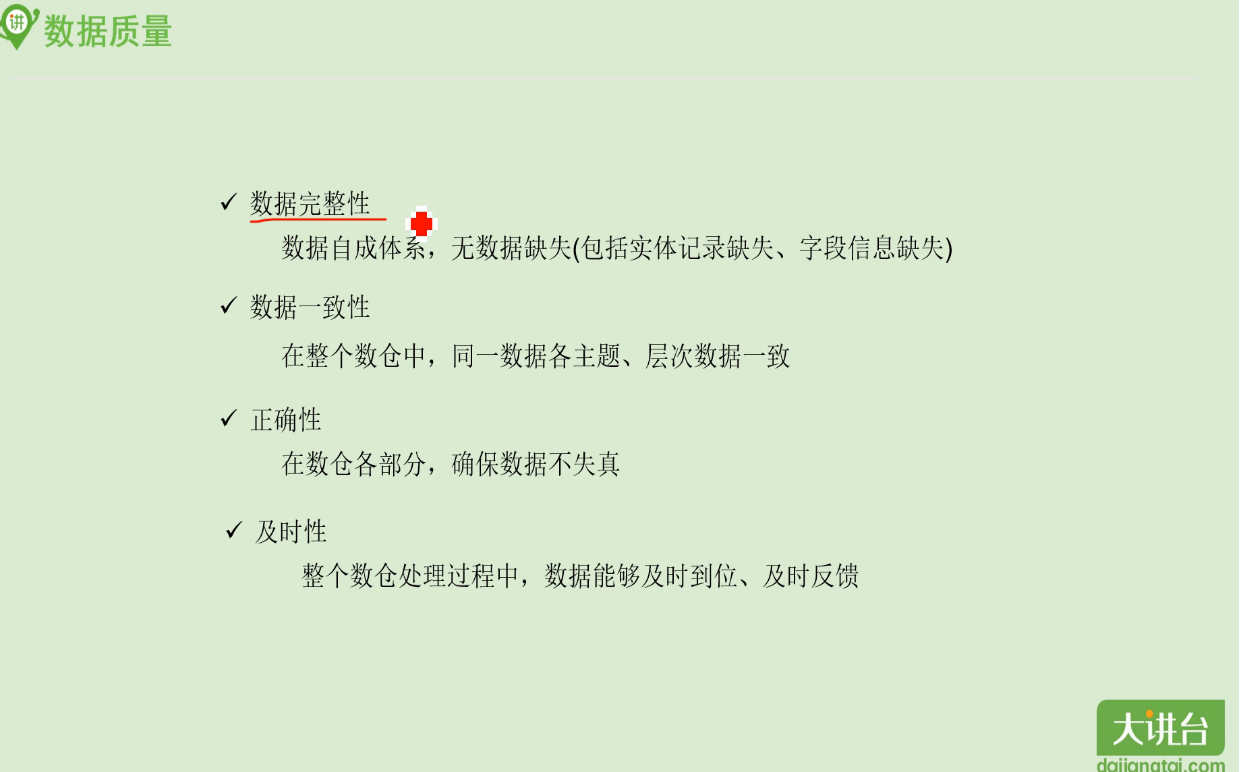 讲
数据质量
✓ 数据完整性
数据自成体系，无数据缺失(包括实体记录缺失、字段信息缺失)
✓ 数据一致性
在整个数仓中，同一数据各主题、层次数据一致
✓ 正确性
在数仓各部分，确保数据不失真
✓ 及时性
整个数仓处理过程中，数据能够及时到位、及时反馈
大讲台
dajiangtai.com